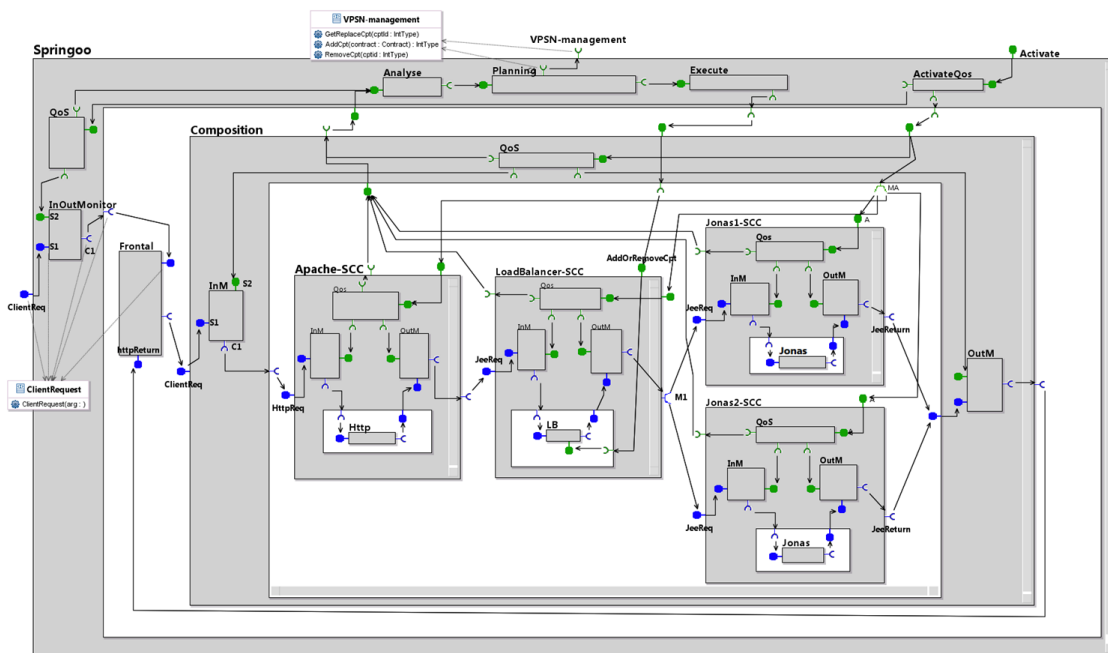 VPSN-management
GetReplaceCpt(cptId : IntType)
AddCpt(contract : Contract) : IntType
RemoveCpt(cptid : IntType)
VPSN-management
Springoo
Activate
Analyse
Planning
Execute
ActivateQos
QoS
Composition
QoS
MA
InOutMonitor
S2
S1
C1
Frontal
InM
S2
S1
C1
ClientReq
httpReturn
ClientReq
ClientRequest
ClientRequest(arg : )
Apache-SCC
Qos
InM
OutM
HttpReq
Http
LoadBalancer-SCC
AddOrRemoveCpt
Qos
InM
OutM
JeeReq
LB
M1
Jonas1-SCC
A
Qos
InM
OutM
JeeReq
JeeReturn
Jonas
OutM
Jonas2-SCC
A
QoS
InM
OutM
JeeReq
JeeReturn
Jonas